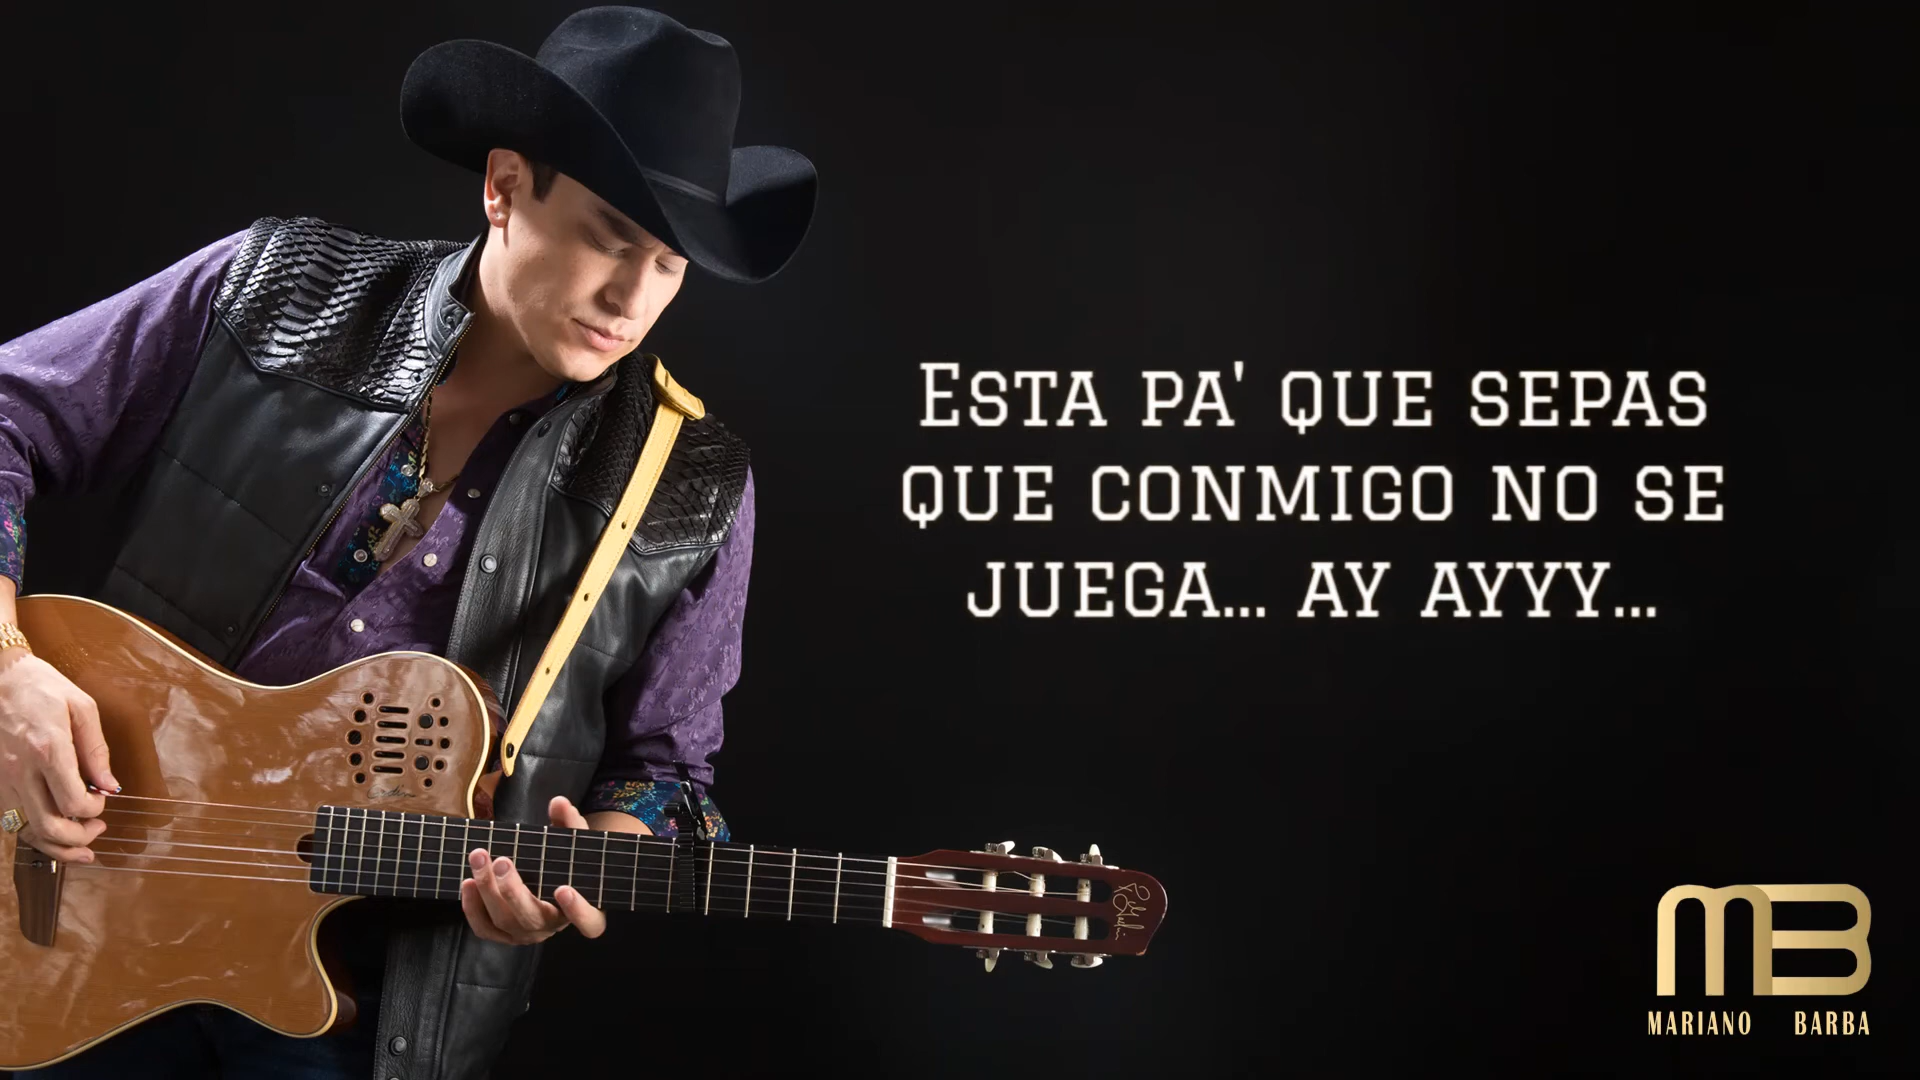 Esta pa' que sepas
que conmigo no se
juega... ay ayyy...
MB
MARIANO BARBA